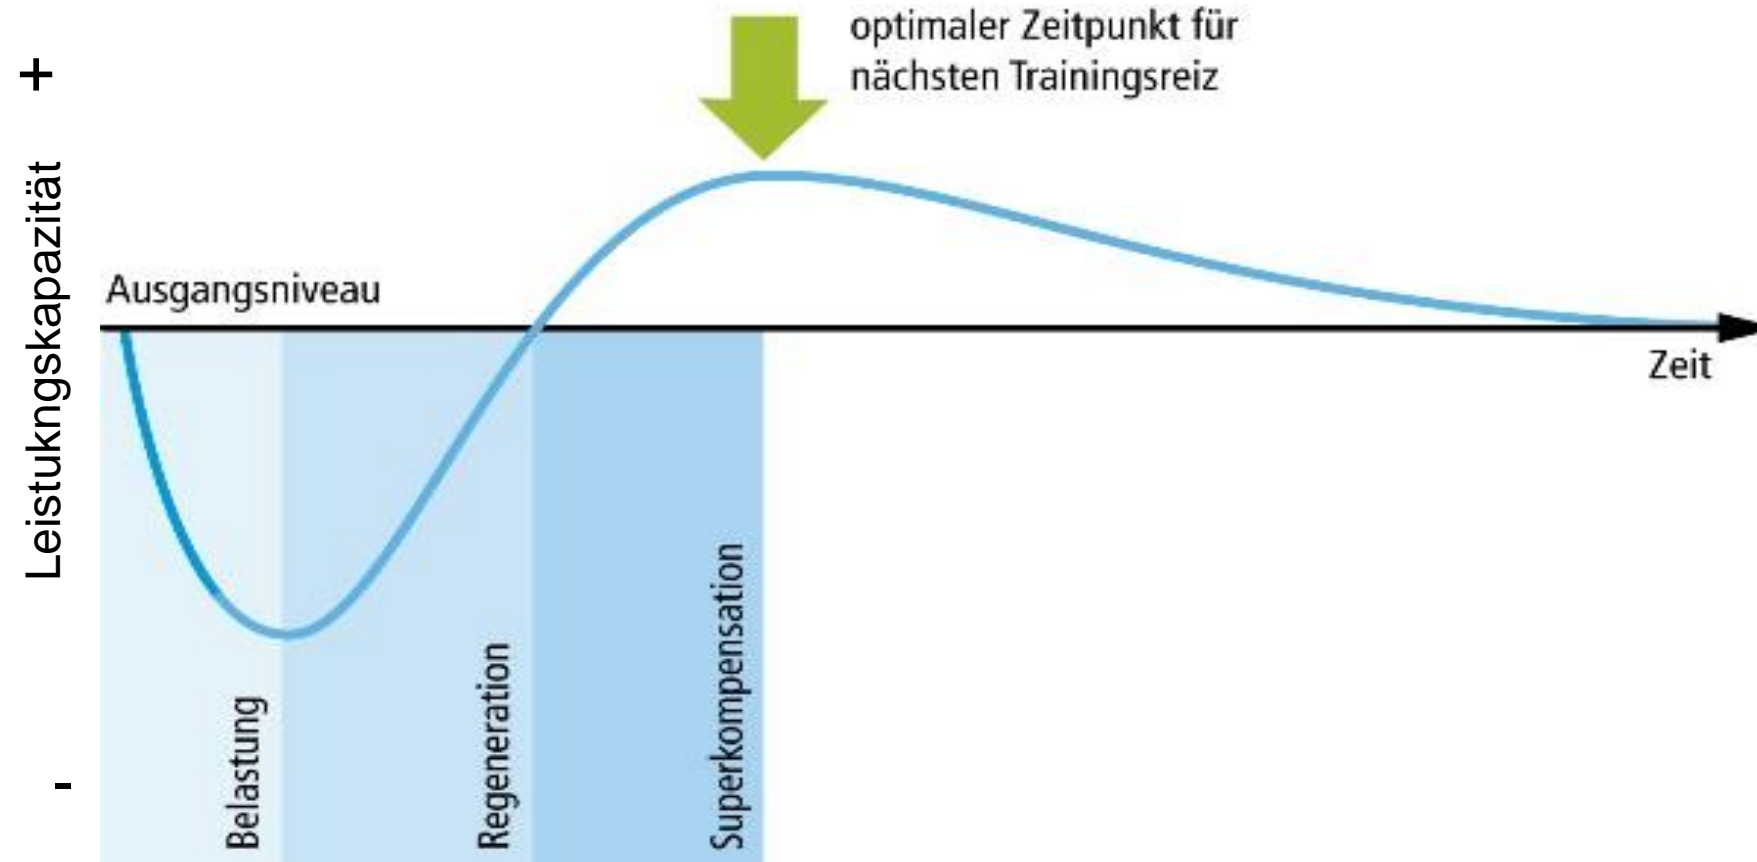 optimaler Zeitpunkt für
nächsten Trainingsreiz
+
Leistukngskapazität
-
Ausgangsniveau
Zeit
Belastung
Regeneration
Superkompensation